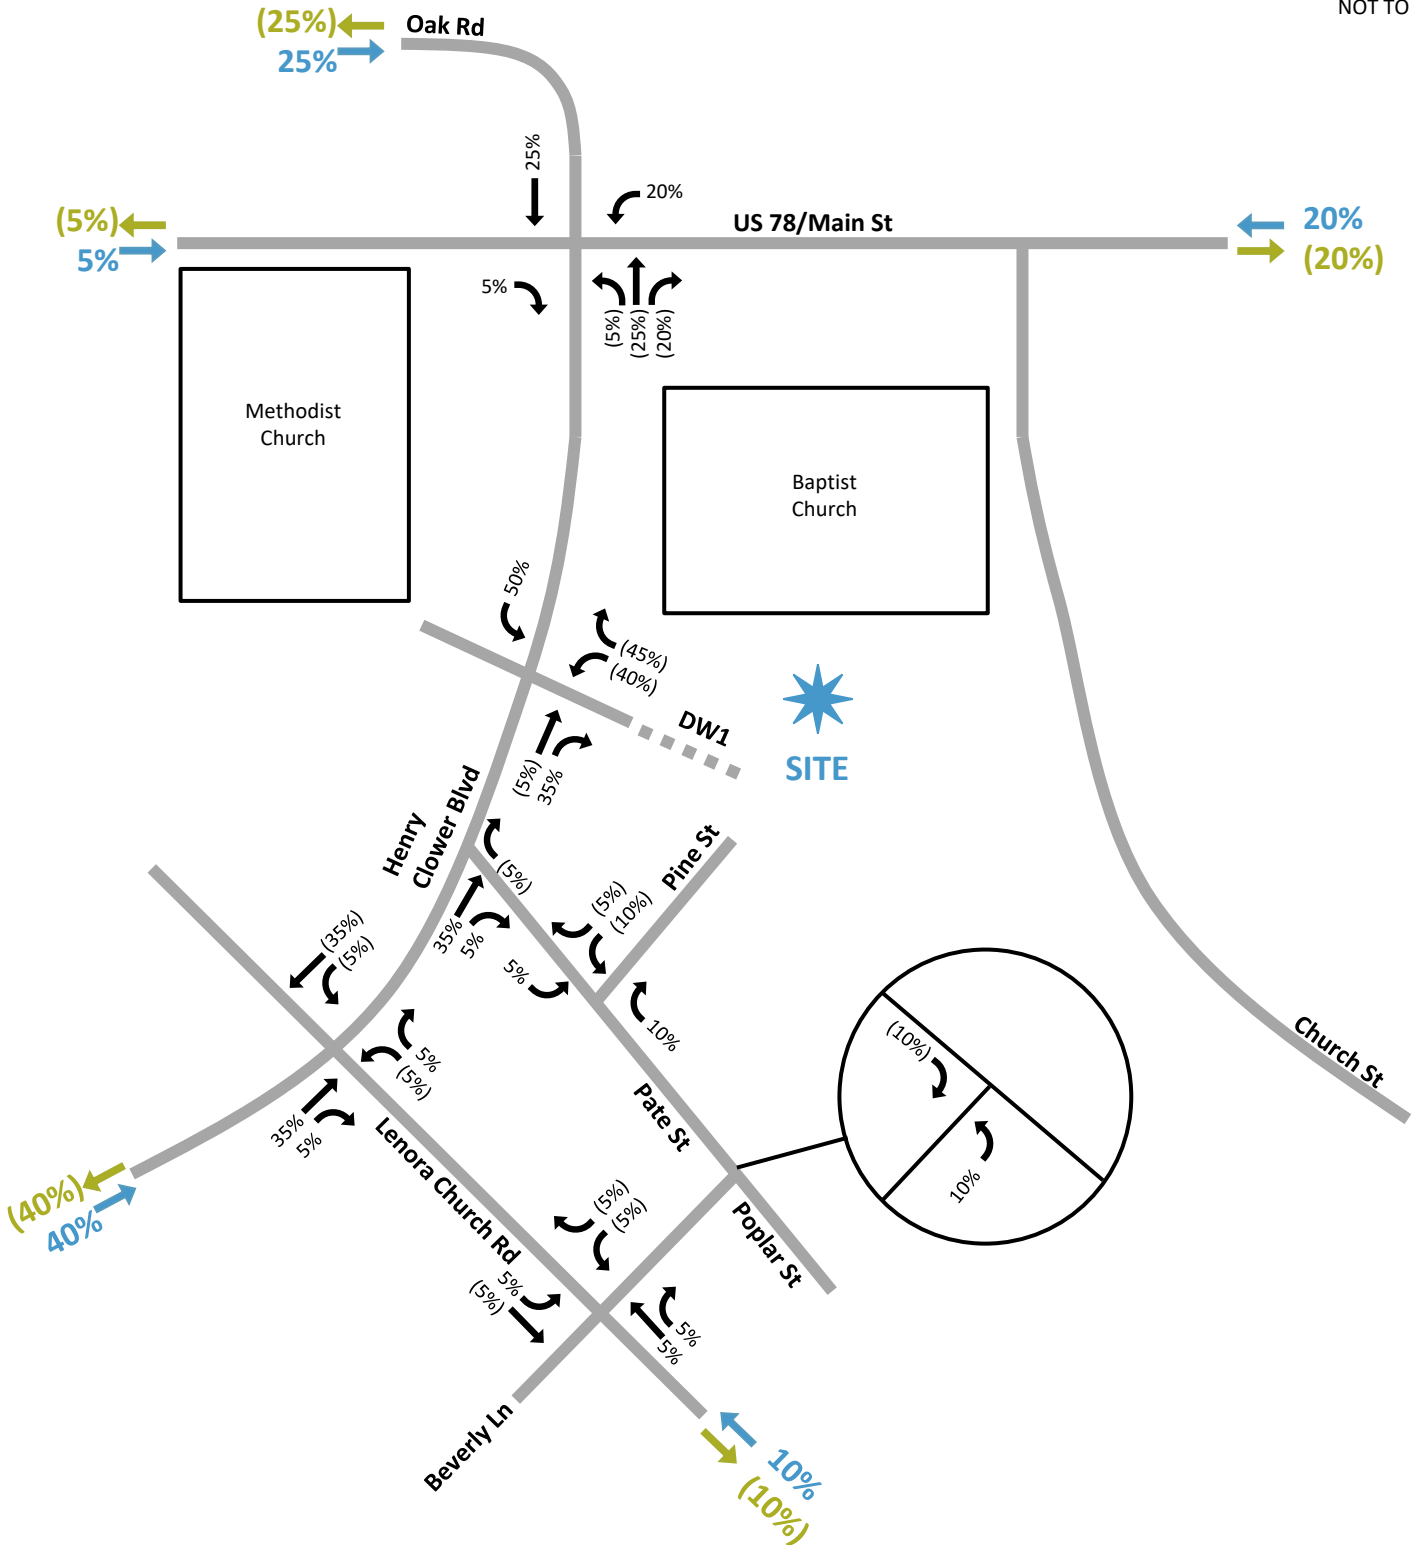 NOT TO
(25%)
25%
Oak Rd
25%
20%
(5%)
5%
US 78/Main St
20%
(20%)
5%
(5%)
(25%)
(20%)
Methodist
Church
Baptist
Church
50%
(45%)
(40%)
DW1
SITE
(5%)
35%
Henry
Clower Blvd
(5%)
Pine St
35%
5%
(5%)
(10%)
5%
10%
(35%)
(5%)
5%
(5%)
35%
5%
(10%)
10%
Church St
Pate St
Lenora Church Rd
(40%)
40%
(5%)
(5%)
Poplar St
5%
(5%)
5%
5%
Beverly Ln
10%
(10%)